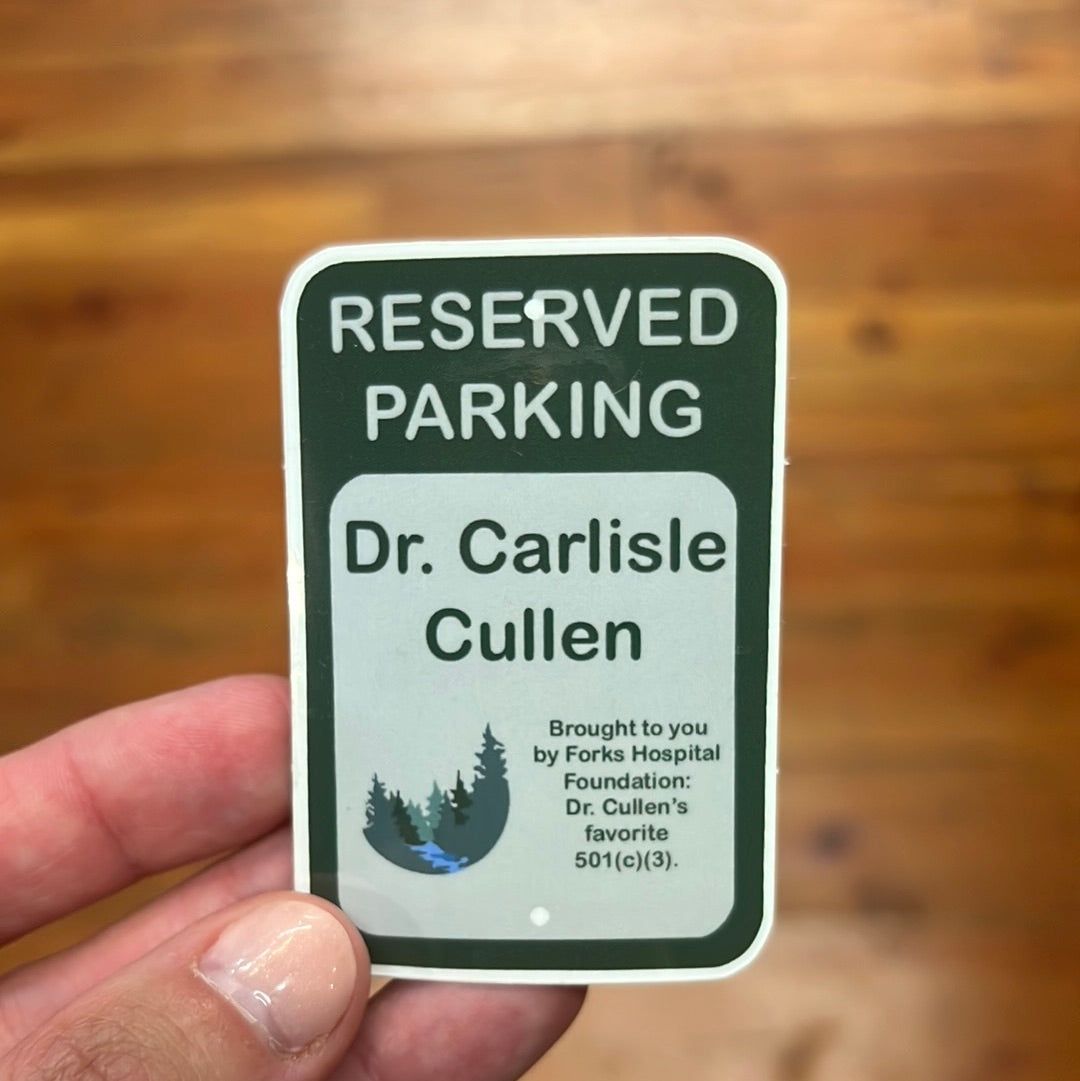 RESERVED
PARKING
Dr. Carlisle
Cullen
Brought to you
by Forks Hospital
Foundation:
Dr. Cullen's
favorite
501(c)(3).